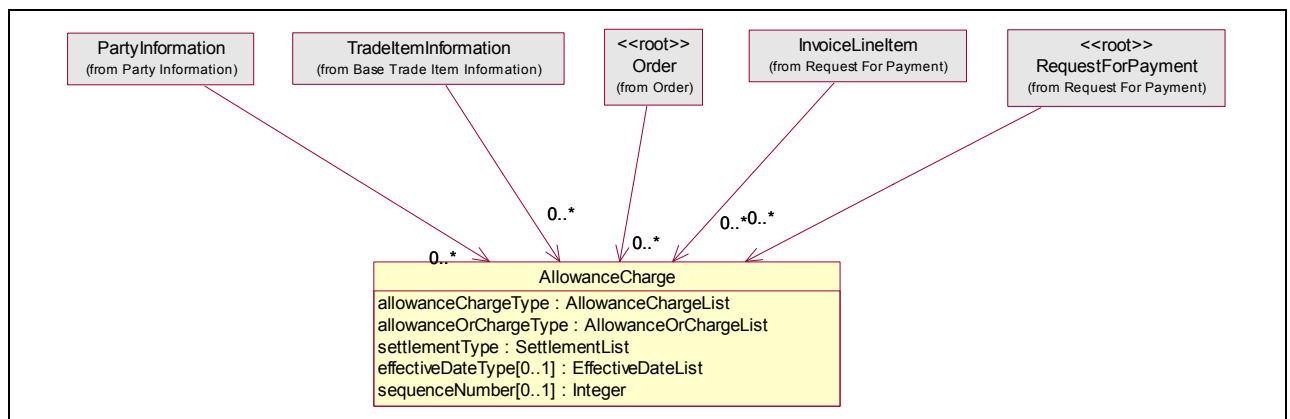 PartyInformation
(from Party Information)
TradeItemInformation
(from Base Trade Item Information)
<<root>>
Order
(from Order)
InvoiceLineItem
(from Request For Payment)
<<root>>
RequestForPayment
(from Request For Payment)
0..*
0..*
0..*
0..*
0..*
AllowanceCharge
allowanceChargeType : AllowanceChargeList
allowanceOrChargeType : AllowanceOrChargeList
settlementType : SettlementList
effectiveDateType[0..1] : EffectiveDateList
sequenceNumber[0..1] : Integer